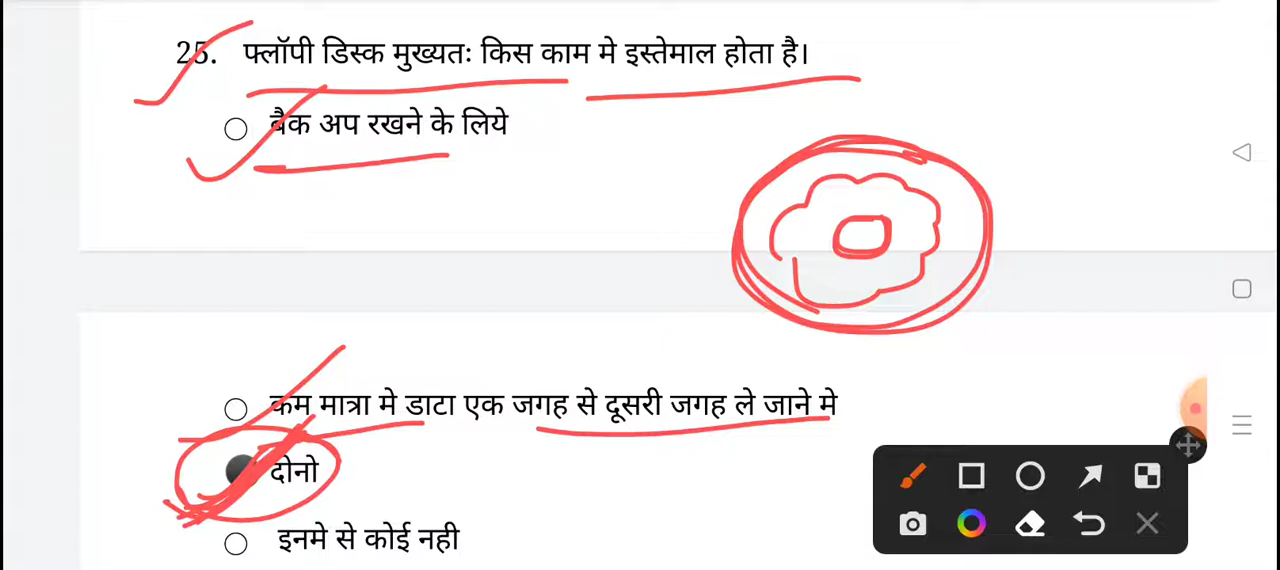 25. फ्लॉपी डिस्क मुख्यतः किस काम मे इस्तेमाल होता है।
बैक अप रखने के लिये
कम मात्रा मे डाटा एक जगह से दूसरी जगह ले जाने मे
दोनो
इनमे से कोई नही